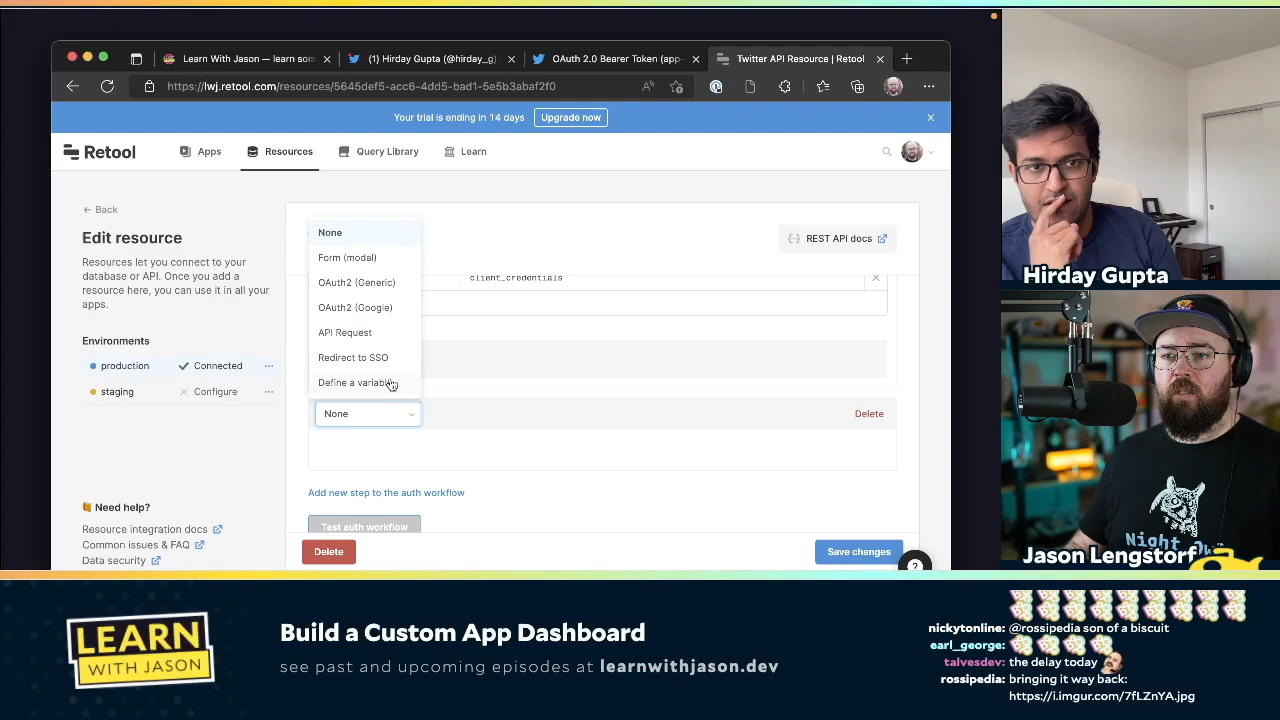 Learn With Jason — learn som
(1) Hirday Gupta (@hirday_g)
OAuth 2.0 Bearer Token (app-
Twitter API Resource | Retool
https://lwj.retool.com/resources/5645def5-acc6-4dd5-bad1-5e5b3abaf2f0
Your trial is ending in 14 days
Upgrade now
Retool
Apps
Resources
Query Library
Learn
← Back
Edit resource
Resources let you connect to your
database or API. Once you add a
resource here, you can use it in all your
apps.
Environments
production
Connected
staging
Configure
📙 Need help?
Resource integration docs
Common issues & FAQ
Data security
REST API docs
client_credentials
None
Form (modal)
OAuth2 (Generic)
OAuth2 (Google)
API Request
Redirect to SSO
Define a variable
None
Delete
Add new step to the auth workflow
Test auth workflow
Delete
Save changes
?
Hirday Gupta
Jason Lengstorf
LEARN
WITH JASON
Build a Custom App Dashboard
see past and upcoming episodes at learnwithjason.dev
nickytonline: @rossipedia son of a biscuit
earl_george:
talvesdev: the delay today
rossipedia: bringing it way back:
https://i.imgur.com/7fLZnYA.jpg